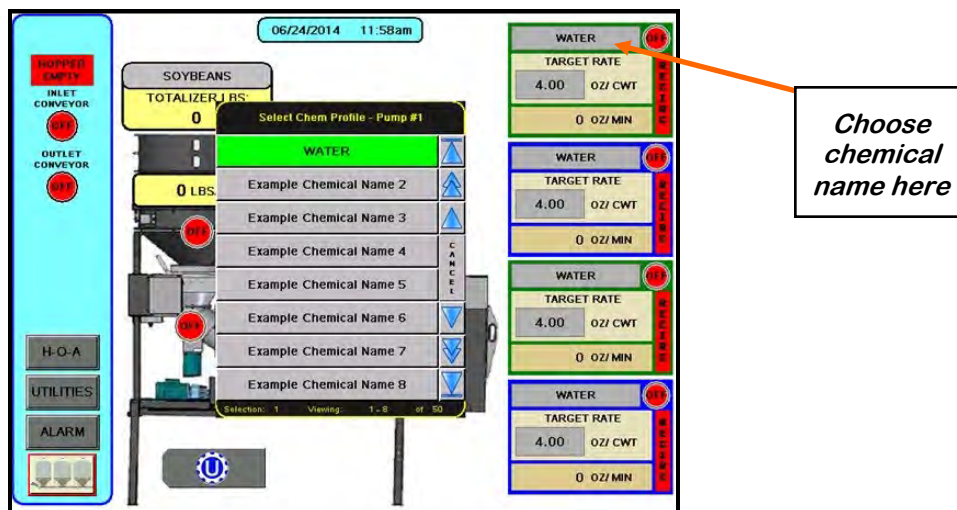 06/24/2014 11:58am
HOPPER
EMPTY
INLET
CONVEYOR
OFF
OUTLET
CONVEYOR
OFF
H-O-A
UTILITIES
ALARM
SOYBEANS
TOTALIZER LBS:
0
0 LBS
OFF
OFF
Select Chem Profile - Pump #1
WATER
Example Chemical Name 2
Example Chemical Name 3
Example Chemical Name 4
Example Chemical Name 5
Example Chemical Name 6
Example Chemical Name 7
Example Chemical Name 8
CANCEL
Selection: 1 Viewing: 1 - 8 of 50
U
WATER OFF
TARGET RATE
4.00 OZ/ CWT
0 OZ/ MIN
RECIRC
WATER OFF
TARGET RATE
4.00 OZ/ CWT
0 OZ/ MIN
RECIRC
WATER OFF
TARGET RATE
4.00 OZ/ CWT
0 OZ/ MIN
RECIRC
WATER OFF
TARGET RATE
4.00 OZ/ CWT
0 OZ/ MIN
RECIRC
Choose
chemical
name here